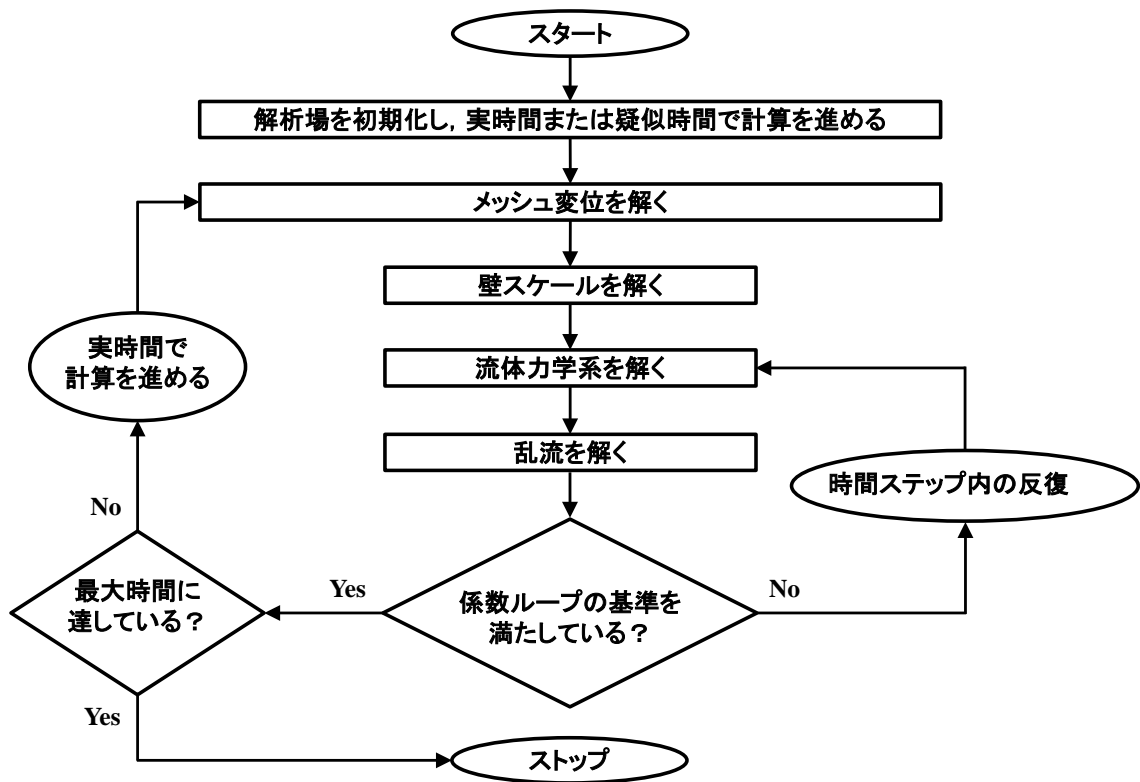 スタート
解析場を初期化し，実時間または疑似時間で計算を進める
メッシュ変位を解く
壁スケールを解く
実時間で
計算を進める
流体力学系を解く
乱流を解く
時間ステップ内の反復
No
最大時間に
達している？
Yes
係数ループの基準を
満たしている？
No
Yes
ストップ